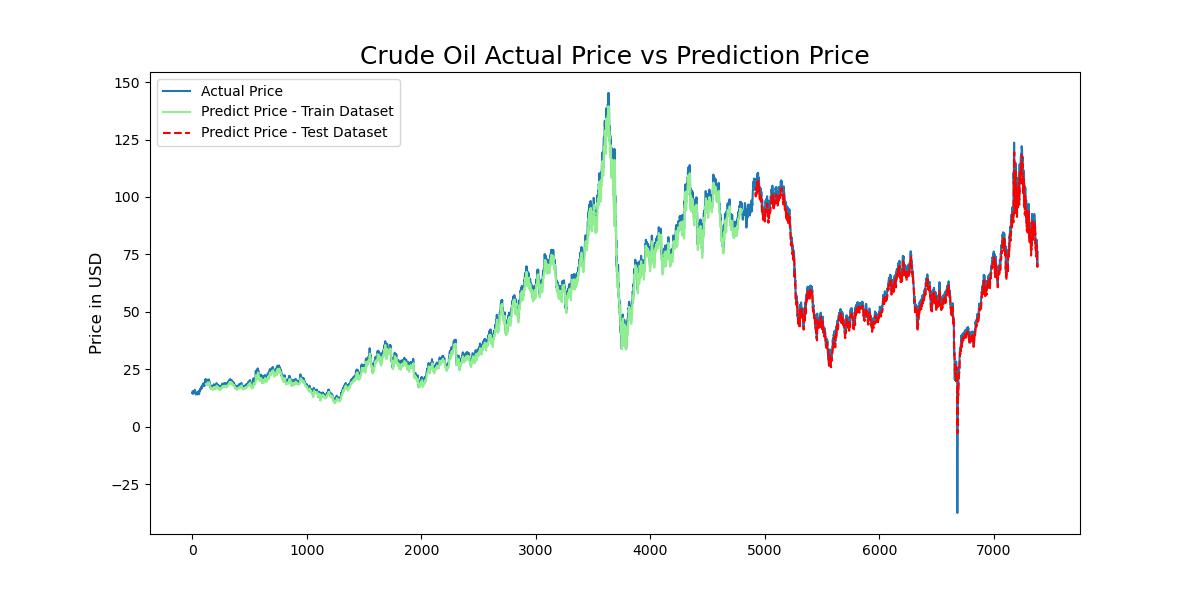 Crude Oil Actual Price vs Prediction Price
Actual Price
Predict Price - Train Dataset
Predict Price - Test Dataset
Price in USD
150
125
100
75
50
25
0
−25
0 1000 2000 3000 4000 5000 6000 7000